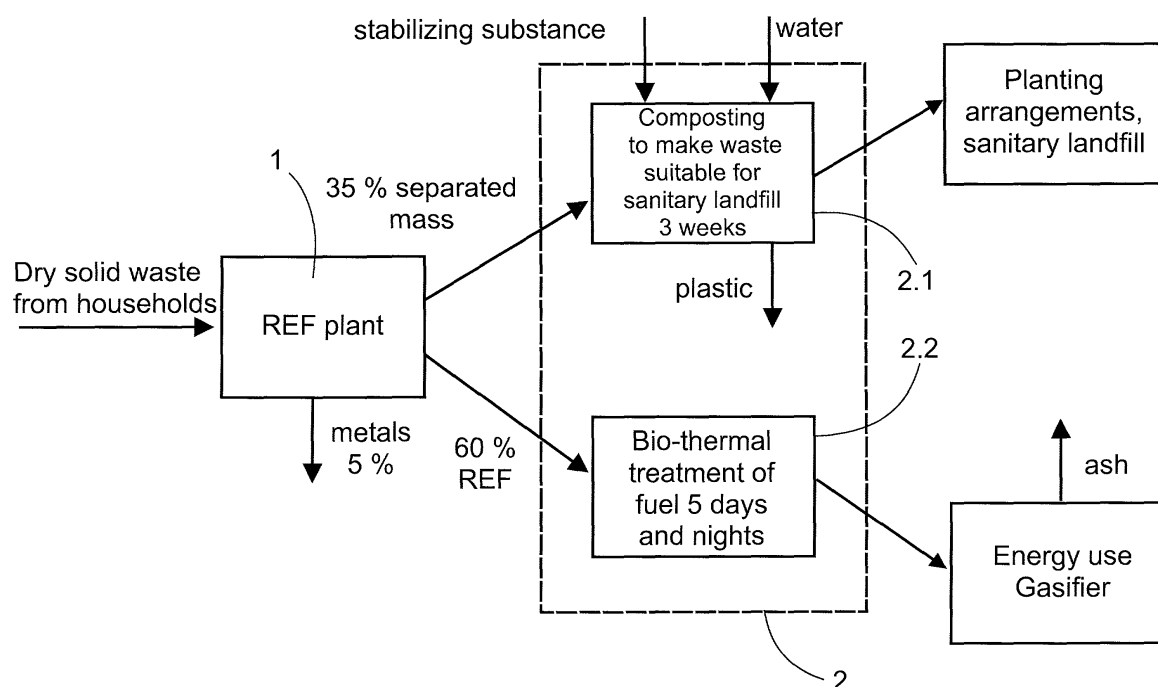 stabilizing substance
water
Planting
arrangements,
sanitary landfill
Composting
to make waste
suitable for
sanitary landfill
3 weeks
1
35 % separated
mass
Dry solid waste
from households
REF plant
plastic
2.1
2.2
metals
5 %
60 %
REF
Bio-thermal
treatment of
fuel 5 days
and nights
ash
Energy use
Gasifier
2